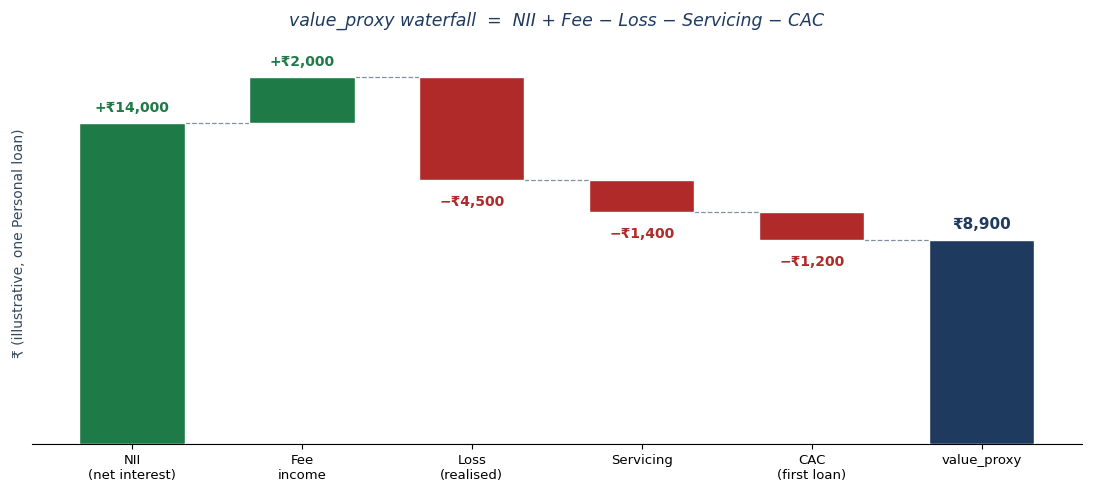 value_proxy waterfall = NII + Fee − Loss − Servicing − CAC
+₹2,000
+₹14,000
−₹4,500
−₹1,400
₹8,900
−₹1,200
₹ (illustrative, one Personal loan)
NII
(net interest)
Fee
income
Loss
(realised)
Servicing
CAC
(first loan)
value_proxy